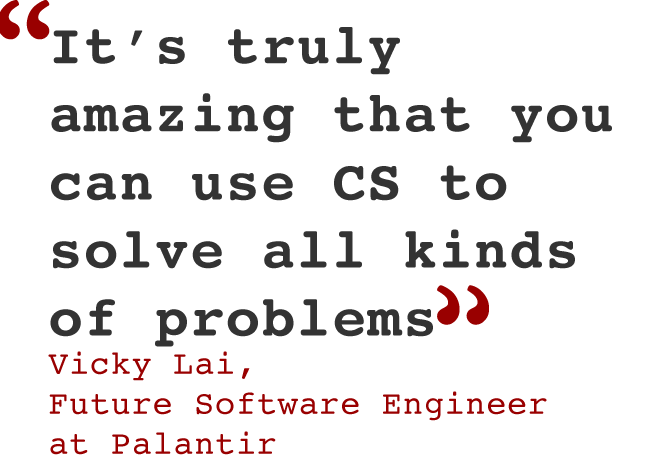 “It’s truly
amazing that you
can use CS to
solve all kinds
of problems”
Vicky Lai,
Future Software Engineer
at Palantir